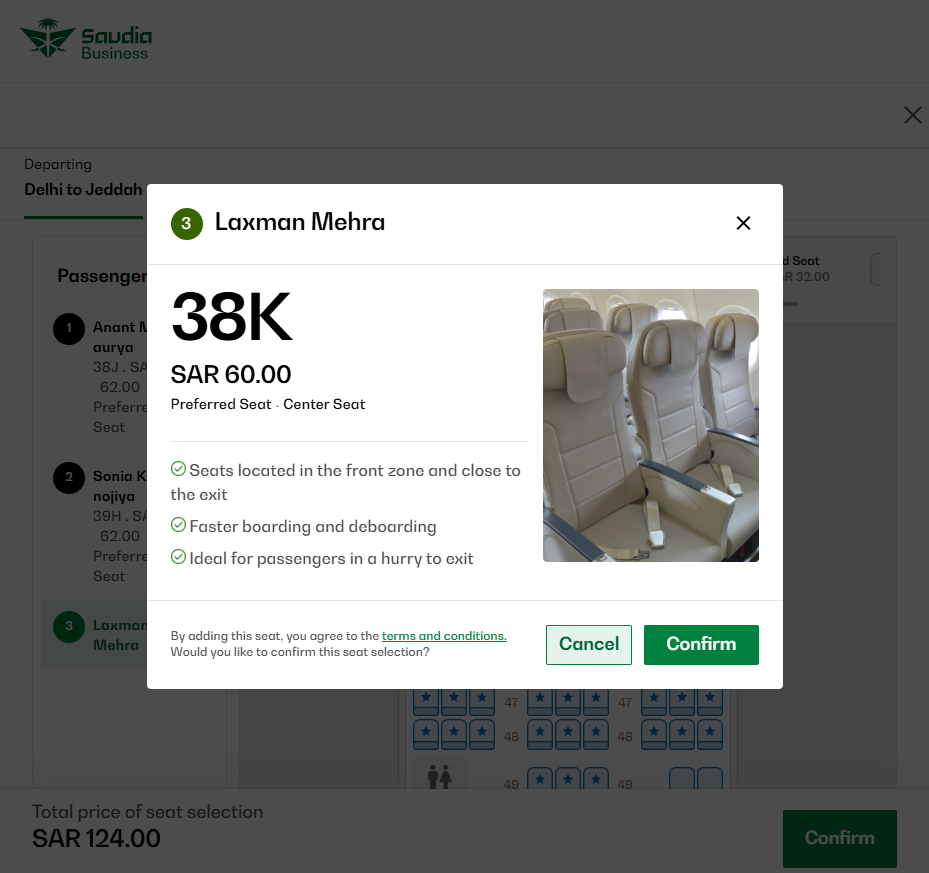 Saudia
Business
Departing
Delhi to Jeddah
3 Laxman Mehra
d Seat
R 32.00
Passenger
38K
SAR 60.00
Preferred Seat · Center Seat
1 Anant M
aurya
38J . SA
62.00
Preferre
Seat
2 Sonia K
nojiya
39H . SA
62.00
Preferre
Seat
3 Laxman
Mehra
Seats located in the front zone and close to
the exit
Faster boarding and deboarding
Ideal for passengers in a hurry to exit
By adding this seat, you agree to the terms and conditions.
Would you like to confirm this seat selection?
Cancel
Confirm
47 47
48 48
49 49
Total price of seat selection
SAR 124.00
Confirm